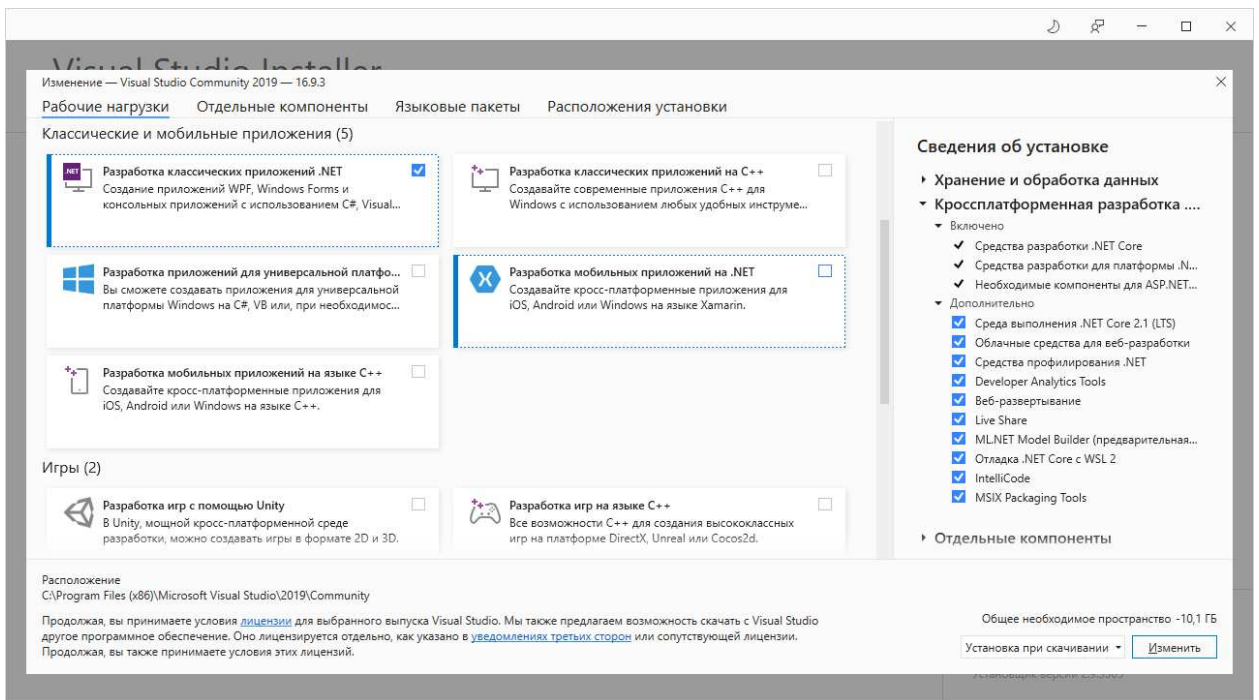 Visual Studio Installer
Изменение — Visual Studio Community 2019 — 16.9.3
Рабочие нагрузки Отдельные компоненты Языковые пакеты Расположения установки
Классические и мобильные приложения (5)
.NET
Разработка классических приложений .NET
Создание приложений WPF, Windows Forms и
консольных приложений с использованием C#, Visual...
Разработка классических приложений на C++
Создавайте современные приложения C++ для
Windows с использованием любых удобных инструме...
Разработка приложений для универсальной платфо...
Вы сможете создавать приложения для универсальной
платформы Windows на C#, VB или, при необходимос...
Разработка мобильных приложений на .NET
Создавайте кросс-платформенные приложения для
iOS, Android или Windows на языке Xamarin.
Разработка мобильных приложений на языке C++
Создавайте кросс-платформенные приложения для
iOS, Android или Windows на языке C++.
Игры (2)
Разработка игр с помощью Unity
В Unity, мощной кросс-платформенной среде
разработки, можно создавать игры в формате 2D и 3D.
Разработка игр на языке C++
Все возможности C++ для создания высококлассных
игр на платформе DirectX, Unreal или Cocos2d.
Сведения об установке
Хранение и обработка данных
Кроссплатформенная разработка ....
Включено
Средства разработки .NET Core
Средства разработки для платформы .N...
Необходимые компоненты для ASP.NET...
Дополнительно
Среда выполнения .NET Core 2.1 (LTS)
Облачные средства для веб-разработки
Средства профилирования .NET
Developer Analytics Tools
Веб-развертывание
Live Share
ML.NET Model Builder (предварительная...
Отладка .NET Core с WSL 2
IntelliCode
MSIX Packaging Tools
Отдельные компоненты
Расположение
C:\Program Files (x86)\Microsoft Visual Studio\2019\Community
Продолжая, вы принимаете условия лицензии для выбранного выпуска Visual Studio. Мы также предлагаем возможность скачать с Visual Studio
другое программное обеспечение. Оно лицензируется отдельно, как указано в уведомлениях третьих сторон или сопутствующей лицензии.
Продолжая, вы также принимаете условия этих лицензий.
Общее необходимое пространство -10,1 ГБ
Установка при скачивании Изменить